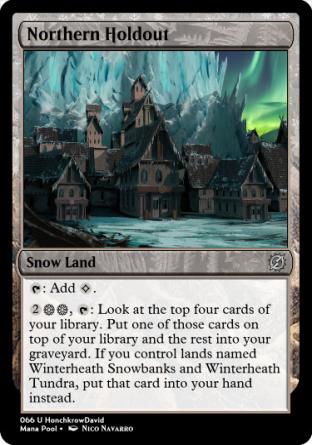 Northern Holdout
Snow Land
: Add .
2, : Look at the top four cards of
your library. Put one of those cards on
top of your library and the rest into your
graveyard. If you control lands named
Winterheath Snowbanks and Winterheath
Tundra, put that card into your hand
instead.
066 U HonchkrowDavid
Mana Pool • Nico Navarro